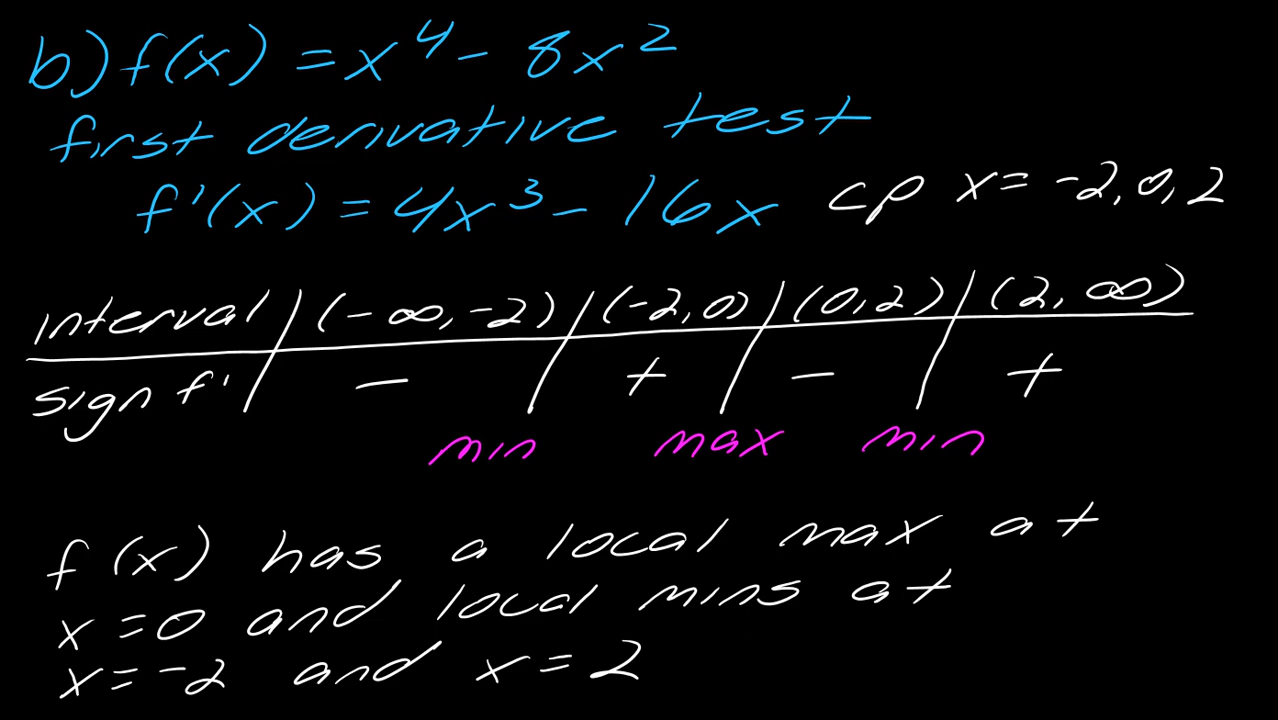 b) f(x) = x⁴ - 8x²
first derivative test
f'(x) = 4x³ - 16x cp x = -2, 0, 2
interval | (-∞, -2) | (-2, 0) | (0, 2) | (2, ∞)
sign f' | - | + | - | +
min max min
f(x) has a local max at
x = 0 and local mins at
x = -2 and x = 2